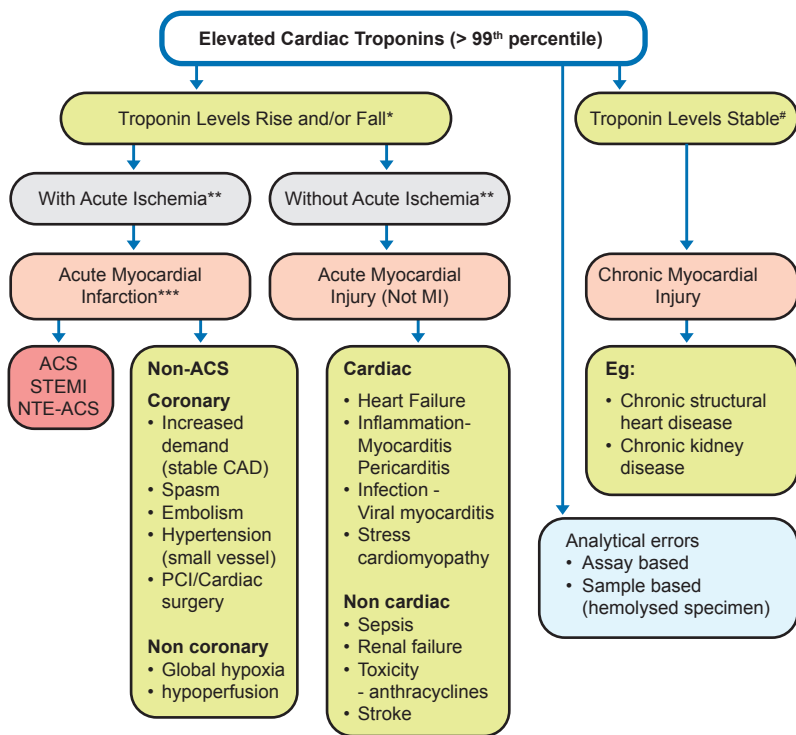 Elevated Cardiac Troponins (> 99th percentile)
Troponin Levels Rise and/or Fall*
Troponin Levels Stable#
With Acute Ischemia**
Without Acute Ischemia**
Acute Myocardial
Infarction***
Acute Myocardial
Injury (Not MI)
Chronic Myocardial
Injury
ACS
STEMI
NTE-ACS
Non-ACS
Coronary
• Increased
demand
(stable CAD)
• Spasm
• Embolism
• Hypertension
(small vessel)
• PCI/Cardiac
surgery
Non coronary
• Global hypoxia
• hypoperfusion
Cardiac
• Heart Failure
• Inflammation-
Myocarditis
Pericarditis
• Infection -
Viral myocarditis
• Stress
cardiomyopathy
Non cardiac
• Sepsis
• Renal failure
• Toxicity
- anthracyclines
• Stroke
Eg:
• Chronic structural
heart disease
• Chronic kidney
disease
Analytical errors
• Assay based
• Sample based
(hemolysed specimen)